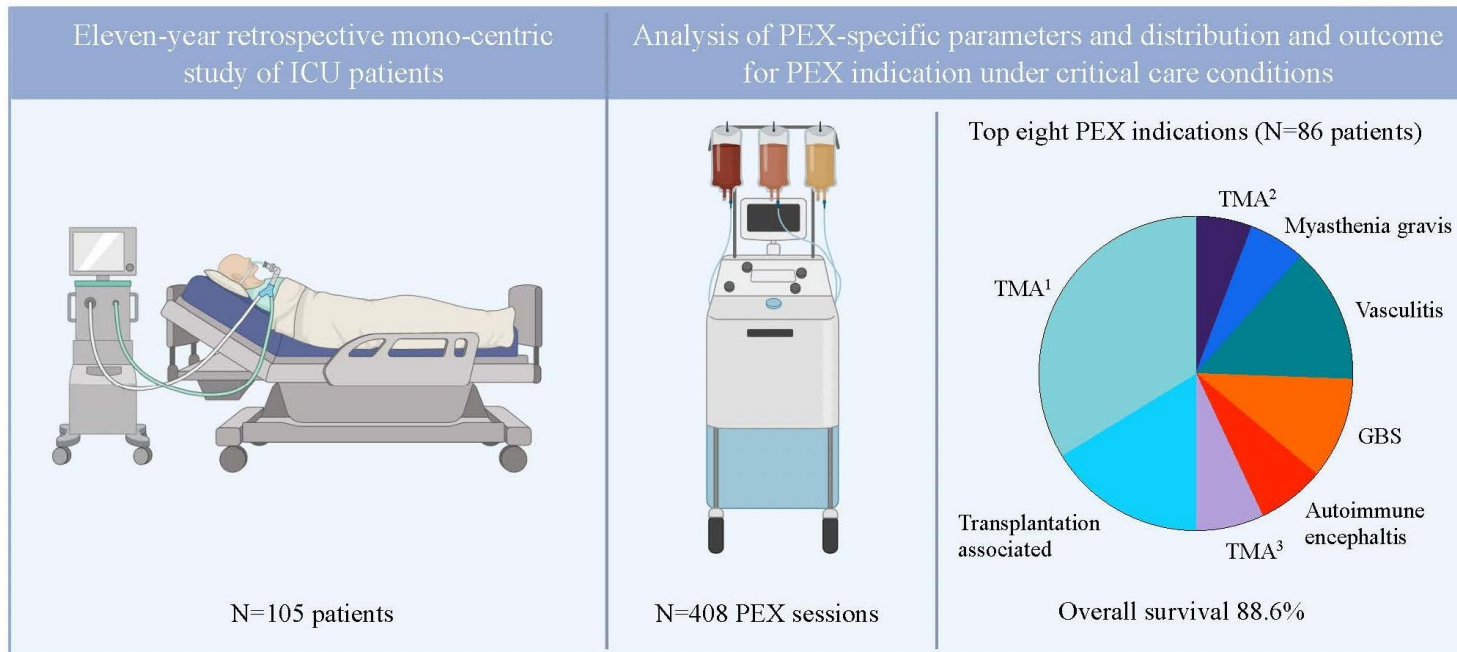 Eleven-year retrospective mono-centric
study of ICU patients
Analysis of PEX-specific parameters and distribution and outcome
for PEX indication under critical care conditions
Top eight PEX indications (N=86 patients)
TMA²
Myasthenia gravis
TMA¹
Vasculitis
GBS
Autoimmune
encephaltis
Transplantation
associated
TMA³
N=105 patients
N=408 PEX sessions
Overall survival 88.6%